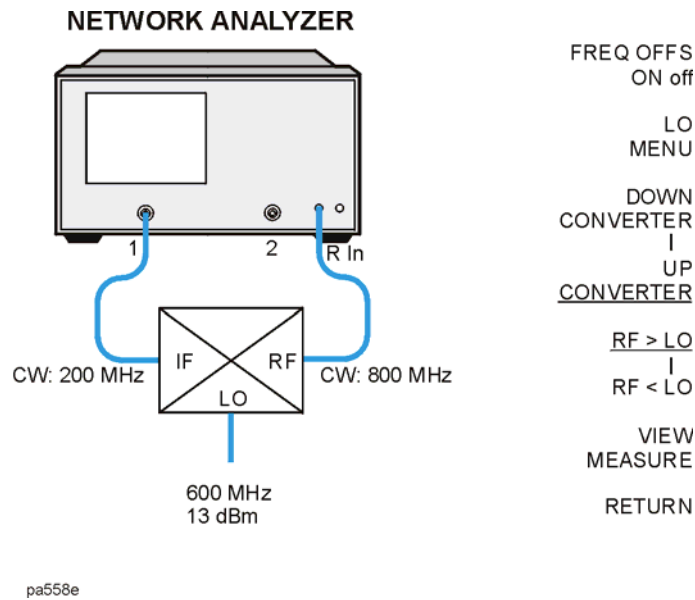 NETWORK ANALYZER
1
2
R In
IF
RF
LO
CW: 200 MHz
CW: 800 MHz
600 MHz
13 dBm
FREQ OFFS
ON off
LO
MENU
DOWN
CONVERTER
UP
CONVERTER
RF > LO
RF < LO
VIEW
MEASURE
RETURN
pa558e